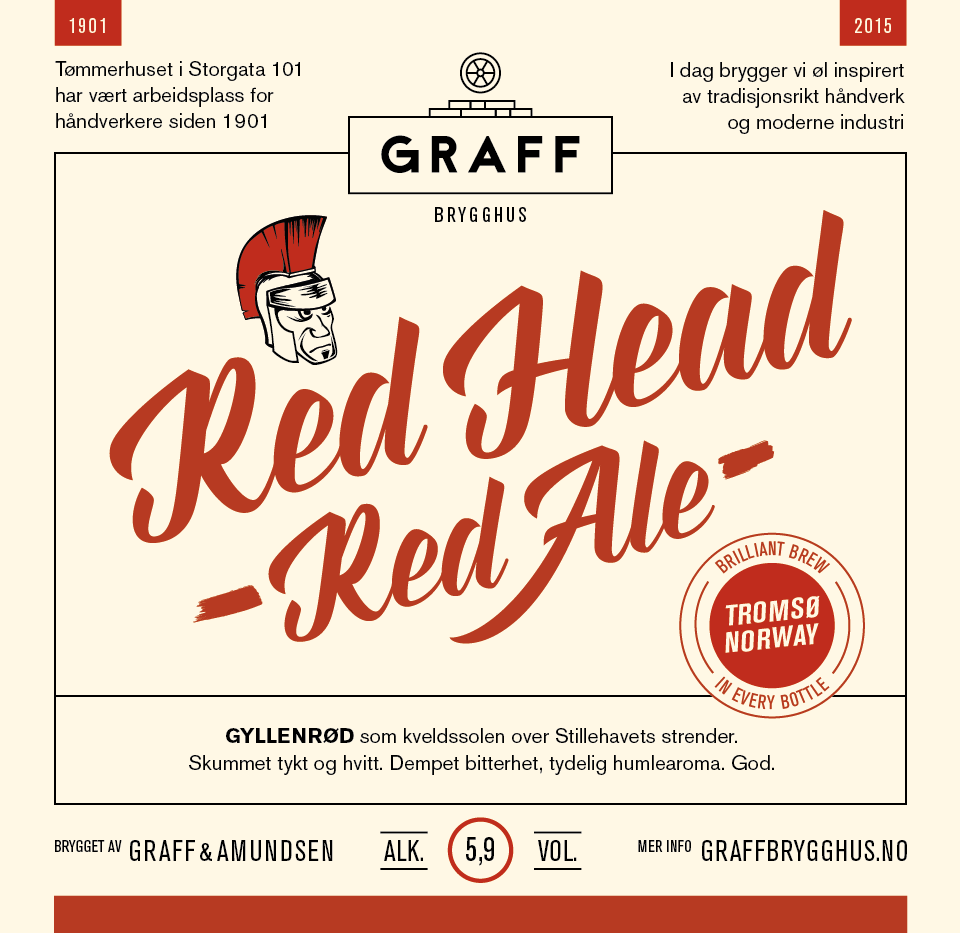 1901
2015
Tømmerhuset i Storgata 101
har vært arbeidsplass for
håndverkere siden 1901
I dag brygger vi øl inspirert
av tradisjonsrikt håndverk
og moderne industri
GRAFF
BRYGGHUS
Red Head
-Red Ale-
BRILLIANT BREW
TROMSØ
NORWAY
IN EVERY BOTTLE
GYLLENRØD som kveldssolen over Stillehavets strender.
Skummet tykt og hvitt. Dempet bitterhet, tydelig humlearoma. God.
BRYGGET AV GRAFF & AMUNDSEN
ALK. 5,9 VOL.
MER INFO GRAFFBRYGGHUS.NO